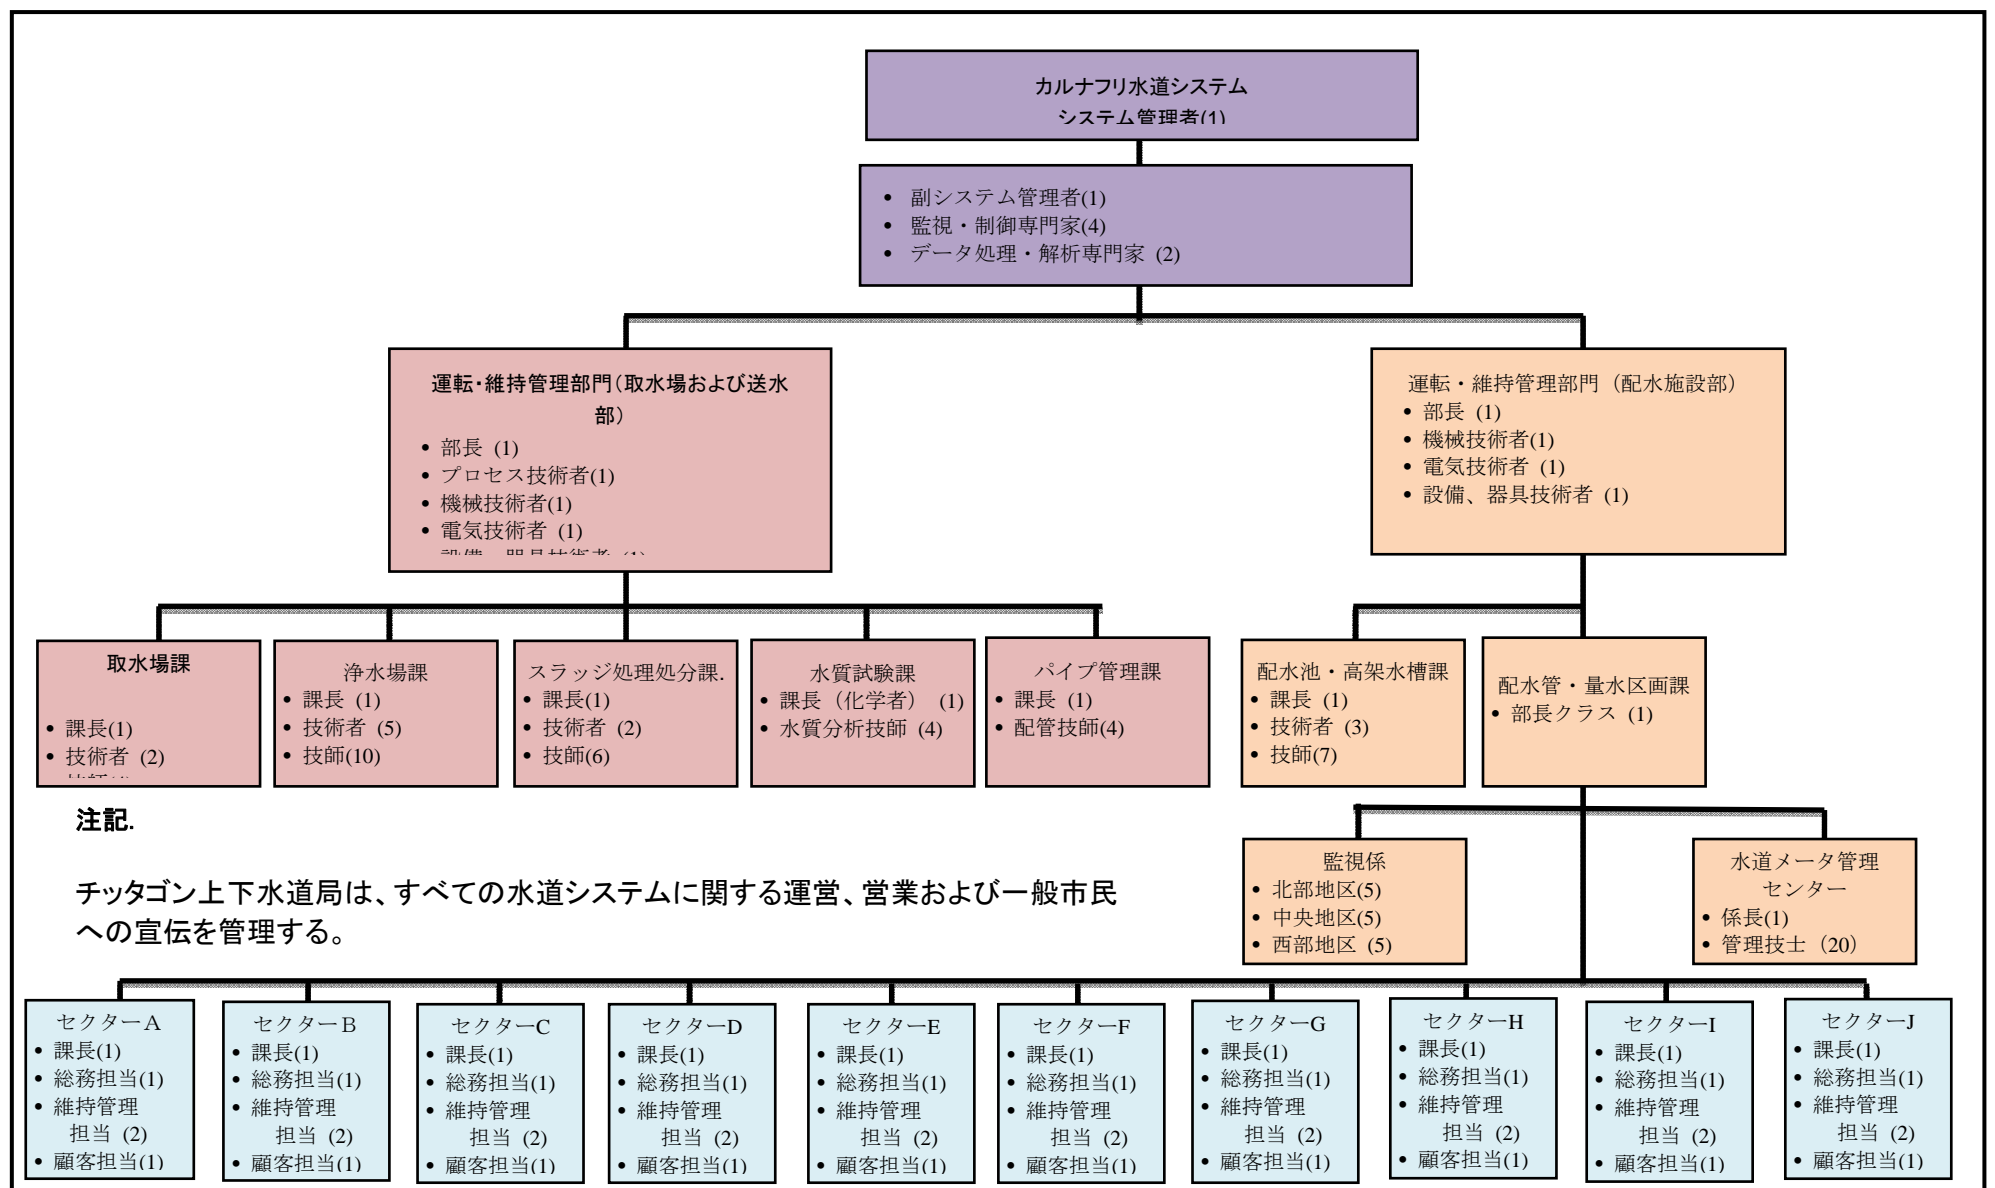 カルナフリ水道システム
システム管理者(1)
• 副システム管理者(1)
• 監視・制御専門家(4)
• データ処理・解析専門家 (2)
運転・維持管理部門（取水場および送水
部）
• 部長 (1)
• プロセス技術者(1)
• 機械技術者(1)
• 電気技術者 (1)
運転・維持管理部門（配水施設部）
• 部長 (1)
• 機械技術者(1)
• 電気技術者 (1)
• 設備、器具技術者 (1)
取水場課
• 課長(1)
• 技術者 (2)
浄水場課
• 課長 (1)
• 技術者 (5)
• 技師(10)
スラッジ処理処分課.
• 課長(1)
• 技術者 (2)
• 技師(6)
水質試験課
• 課長（化学者） (1)
• 水質分析技師 (4)
パイプ管理課
• 課長 (1)
• 配管技師(4)
配水池・高架水槽課
• 課長 (1)
• 技術者 (3)
• 技師(7)
配水管・量水区画課
• 部長クラス (1)
注記.
チッタゴン上下水道局は、すべての水道システムに関する運営、営業および一般市民
への宣伝を管理する。
監視係
• 北部地区(5)
• 中央地区(5)
• 西部地区 (5)
水道メータ管理
センター
• 係長(1)
• 管理技士（20）
セクターＡ
• 課長(1)
• 総務担当(1)
• 維持管理
担当 (2)
• 顧客担当(1)
セクターＢ
• 課長(1)
• 総務担当(1)
• 維持管理
担当 (2)
• 顧客担当(1)
セクターC
• 課長(1)
• 総務担当(1)
• 維持管理
担当 (2)
• 顧客担当(1)
セクターD
• 課長(1)
• 総務担当(1)
• 維持管理
担当 (2)
• 顧客担当(1)
セクターE
• 課長(1)
• 総務担当(1)
• 維持管理
担当 (2)
• 顧客担当(1)
セクターF
• 課長(1)
• 総務担当(1)
• 維持管理
担当 (2)
• 顧客担当(1)
セクターG
• 課長(1)
• 総務担当(1)
• 維持管理
担当 (2)
• 顧客担当(1)
セクターH
• 課長(1)
• 総務担当(1)
• 維持管理
担当 (2)
• 顧客担当(1)
セクターI
• 課長(1)
• 総務担当(1)
• 維持管理
担当 (2)
• 顧客担当(1)
セクターJ
• 課長(1)
• 総務担当(1)
• 維持管理
担当 (2)
• 顧客担当(1)